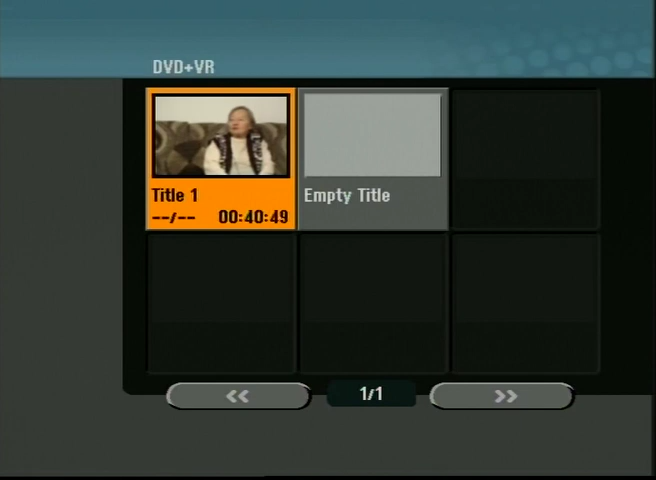 DVD+VR
Title 1
--/-- 00:40:49
Empty Title
<< 1/1 >>